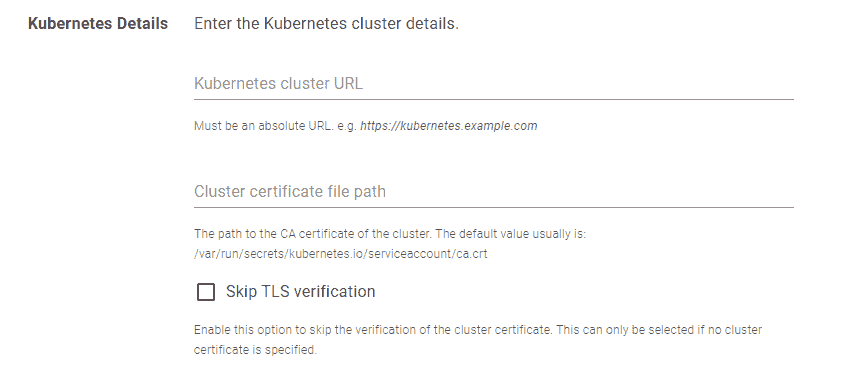 Kubernetes Details Enter the Kubernetes cluster details.
Kubernetes cluster URL
Must be an absolute URL. e.g. https://kubernetes.example.com
Cluster certificate file path
The path to the CA certificate of the cluster. The default value usually is:
/var/run/secrets/kubernetes.io/serviceaccount/ca.crt
Skip TLS verification
Enable this option to skip the verification of the cluster certificate. This can only be selected if no cluster
certificate is specified.